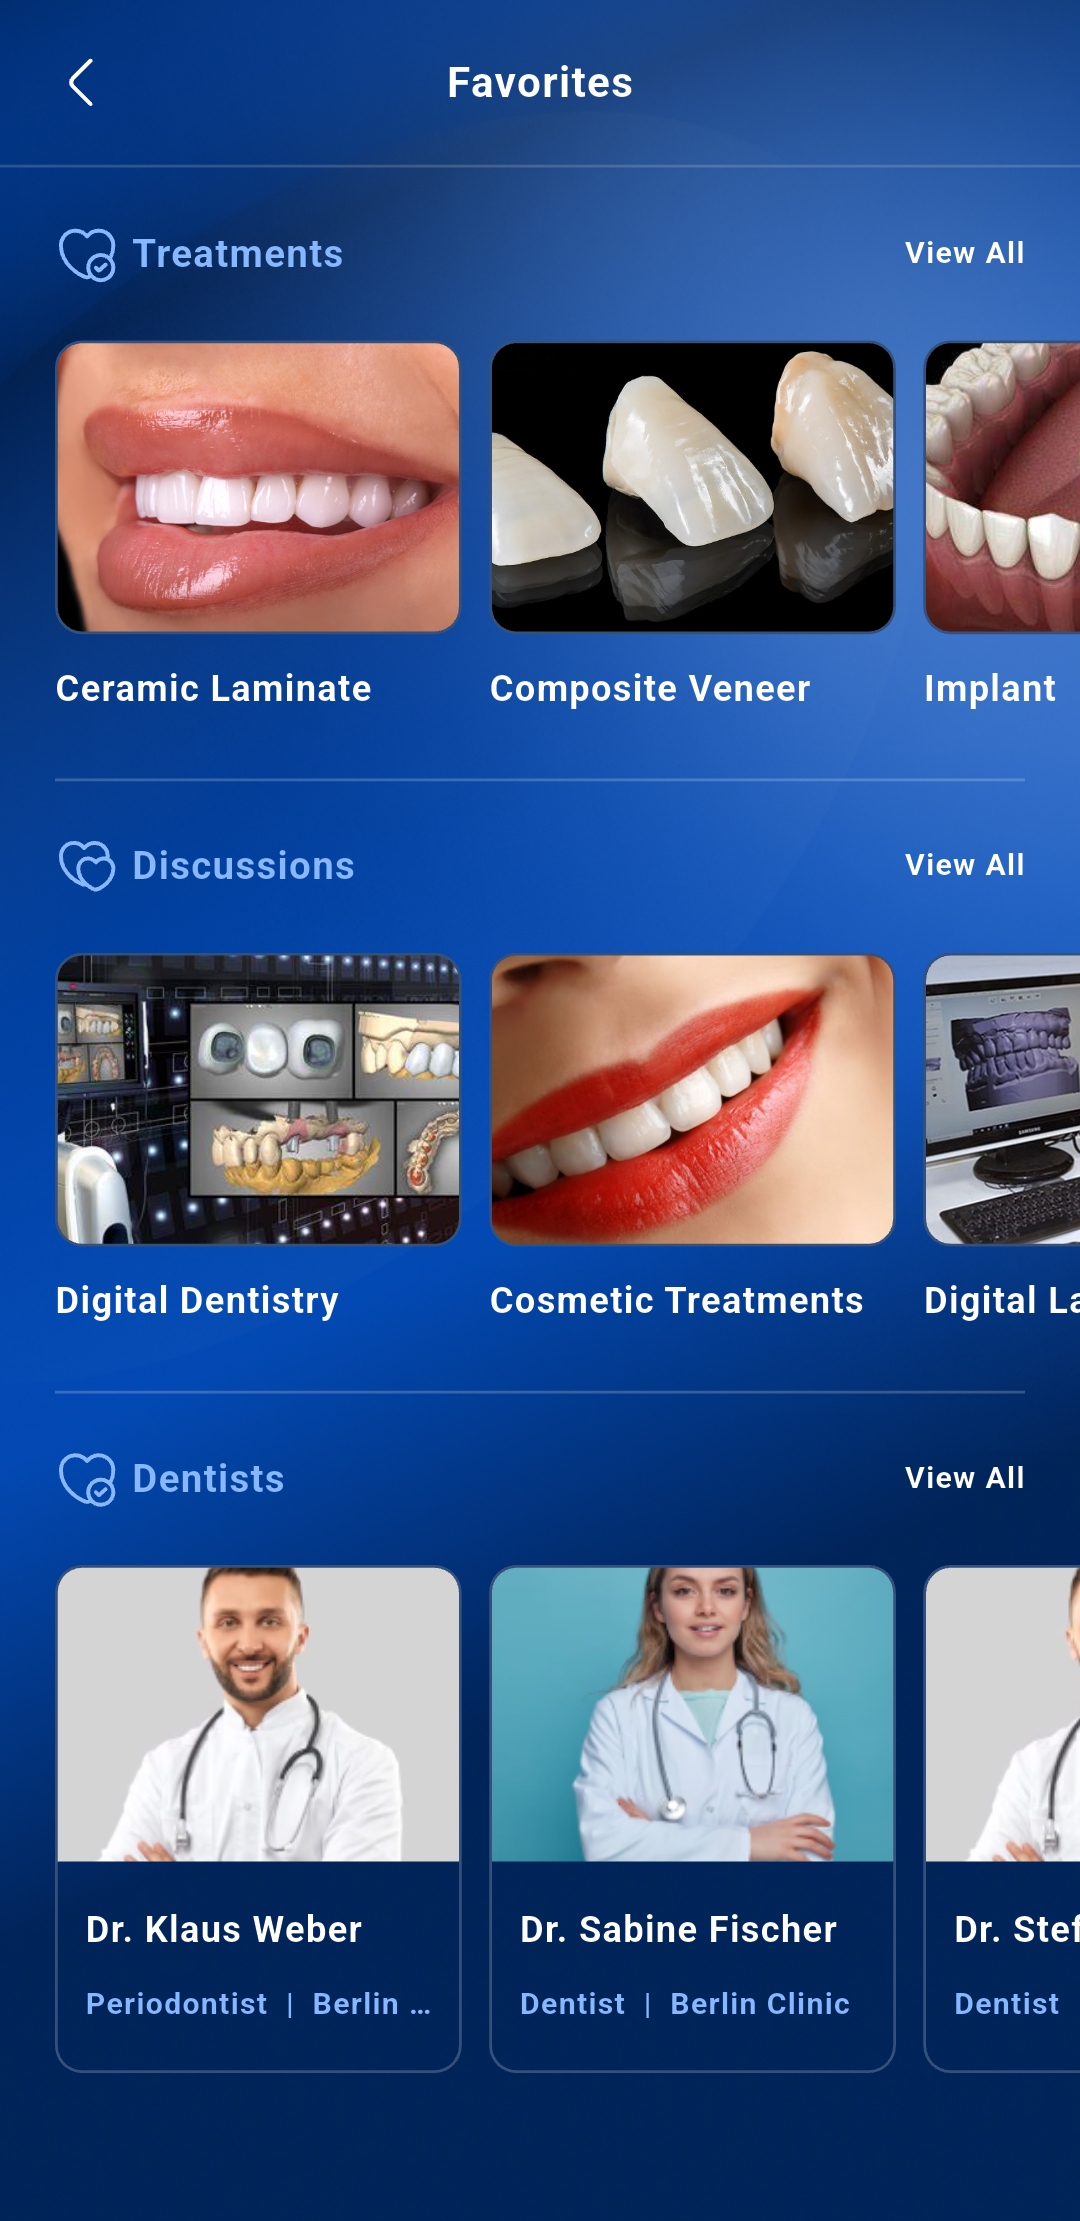 Favorites
Treatments
View All
Ceramic Laminate
Composite Veneer
Implant
Discussions
View All
SAMSUNG
Digital Dentistry
Cosmetic Treatments
Digital La
Dentists
View All
Dr. Klaus Weber
Periodontist | Berlin ...
Dr. Sabine Fischer
Dentist | Berlin Clinic
Dr. Stef
Dentist